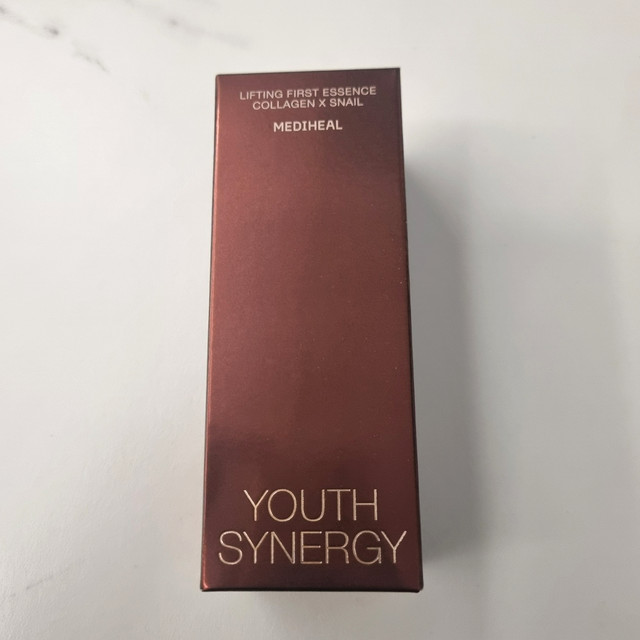 LIFTING FIRST ESSENCE
COLLAGEN X SNAIL
MEDIHEAL
YOUTH
SYNERGY